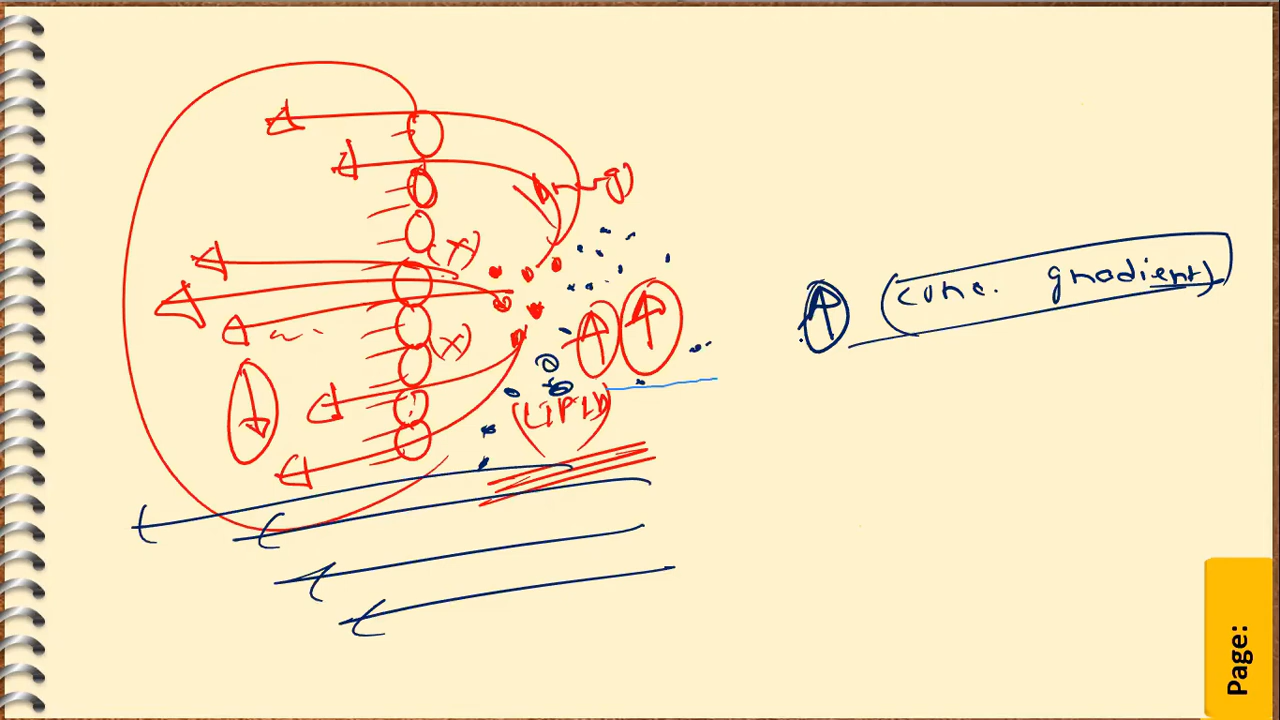 (x)
(conc. gradient)
(x)
(LIPID)
Page: